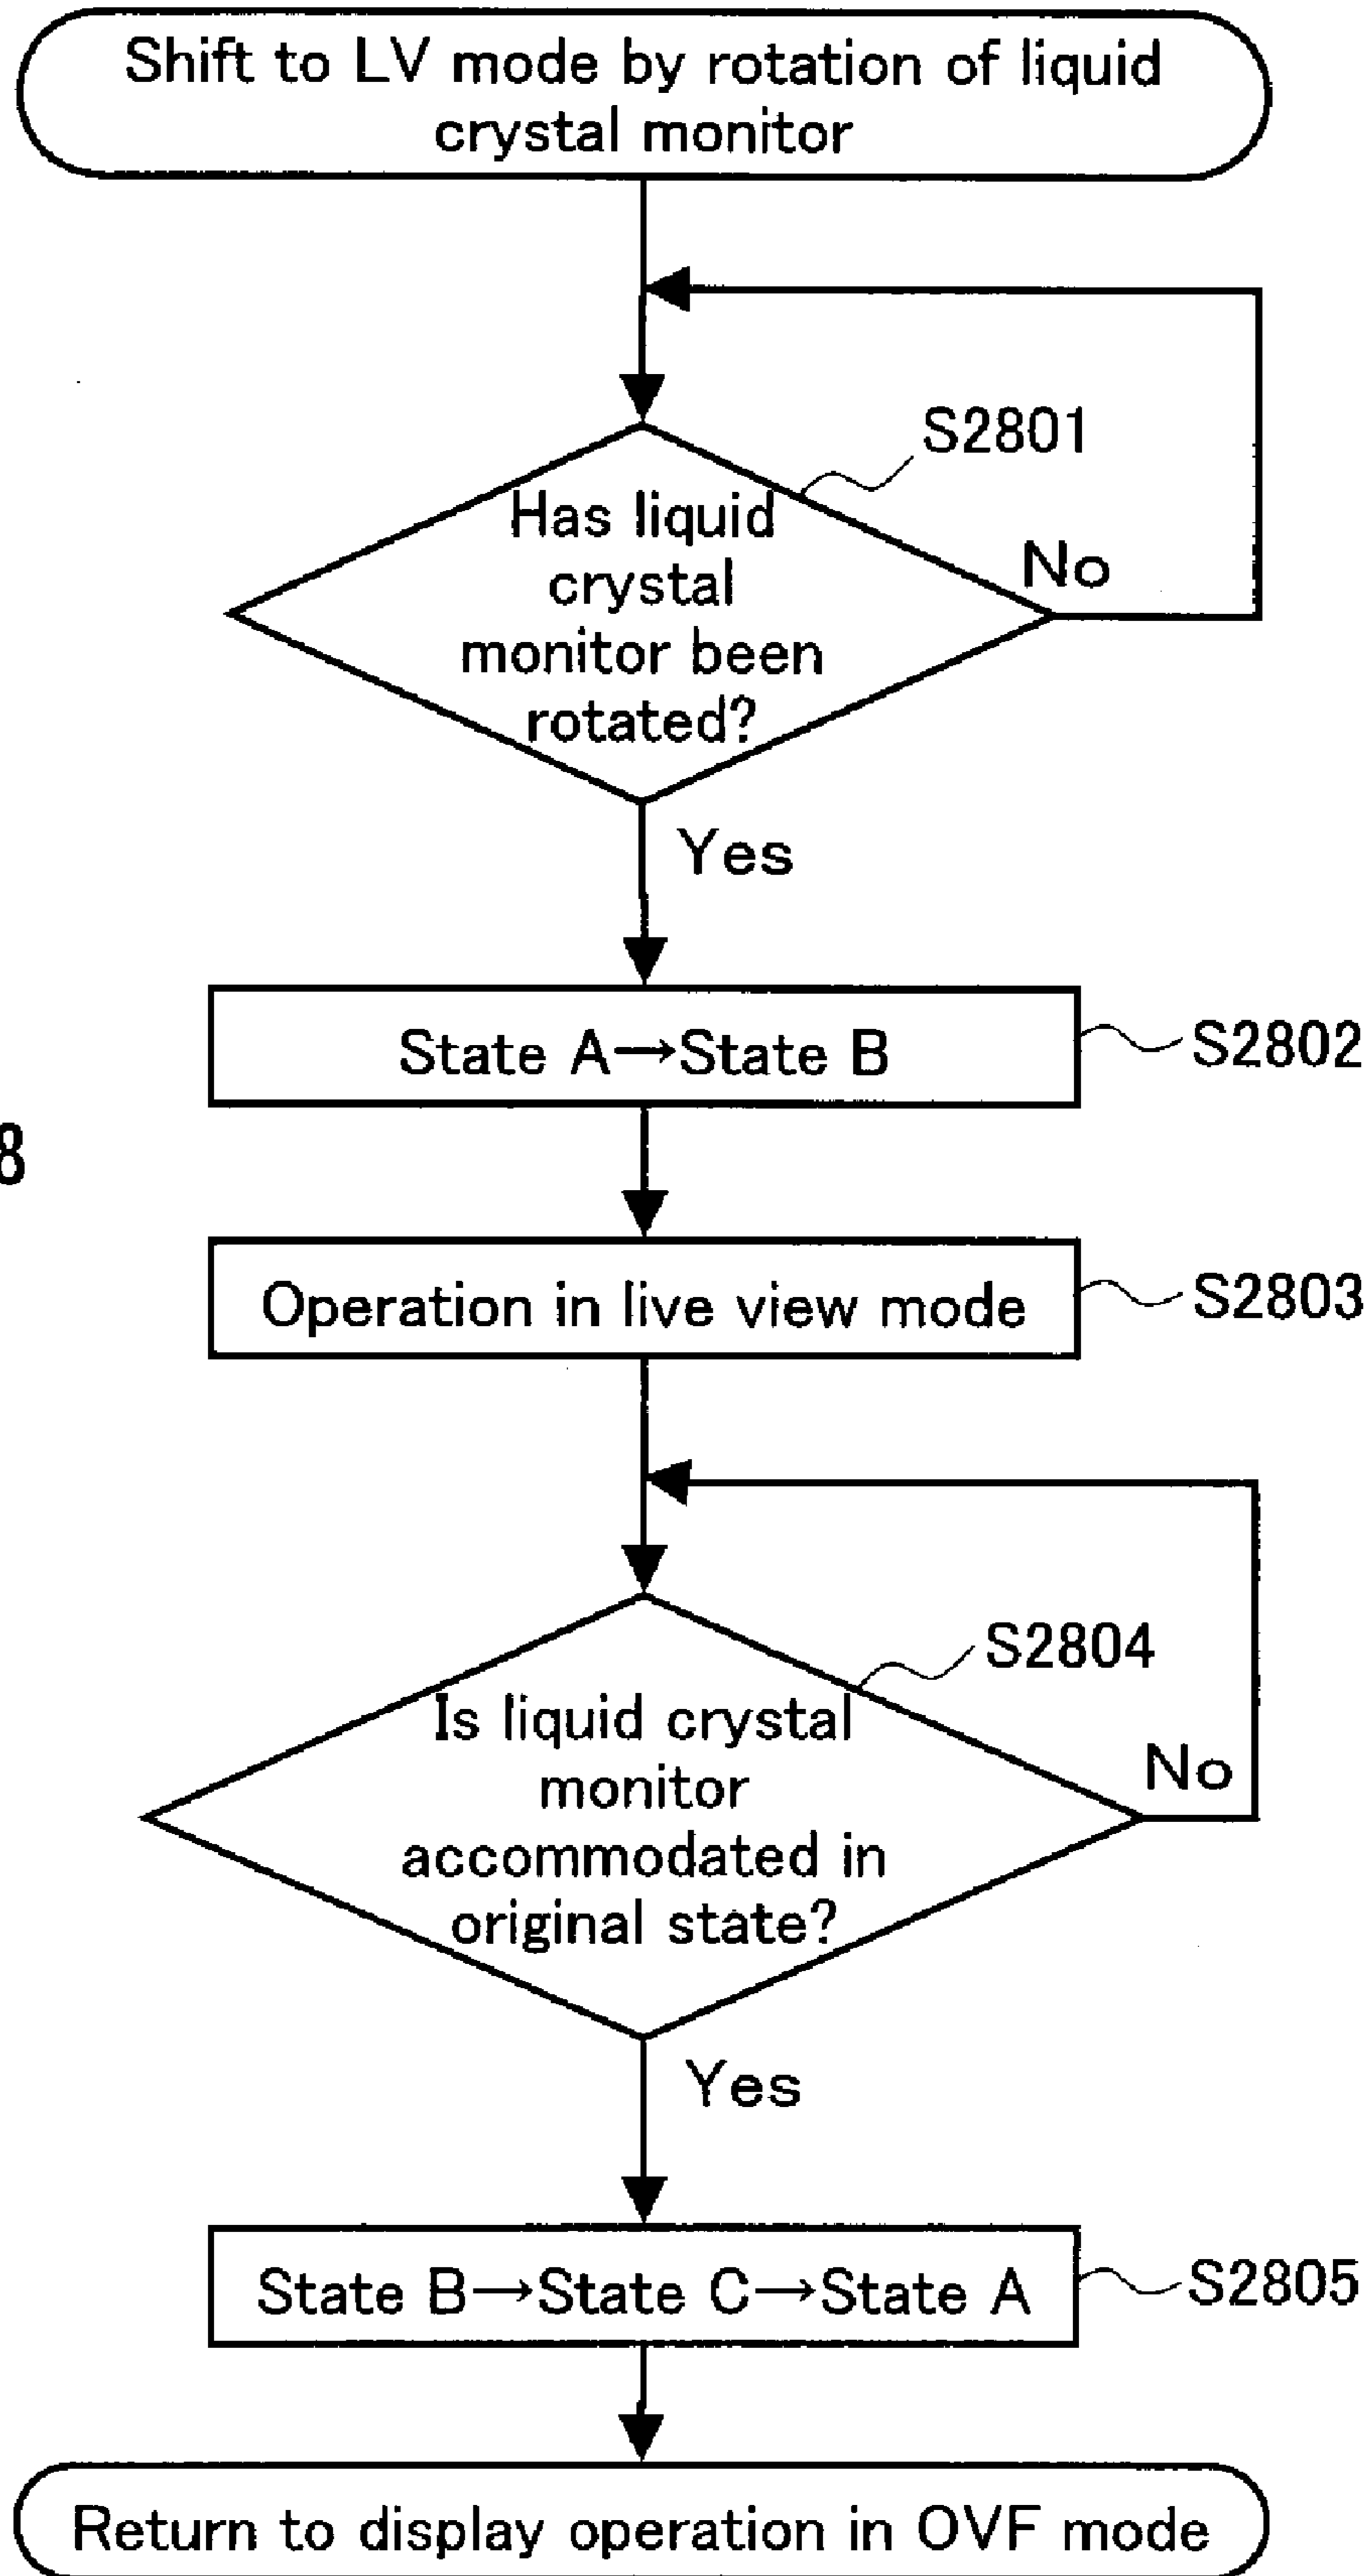 Shift to LV mode by rotation of liquid
crystal monitor
S2801
Has liquid
crystal
monitor been
rotated?
No
Yes
State A→State B
S2802
8
Operation in live view mode
S2803
S2804
Is liquid crystal
monitor
accommodated in
original state?
No
Yes
State B→State C→State A
S2805
Return to display operation in OVF mode